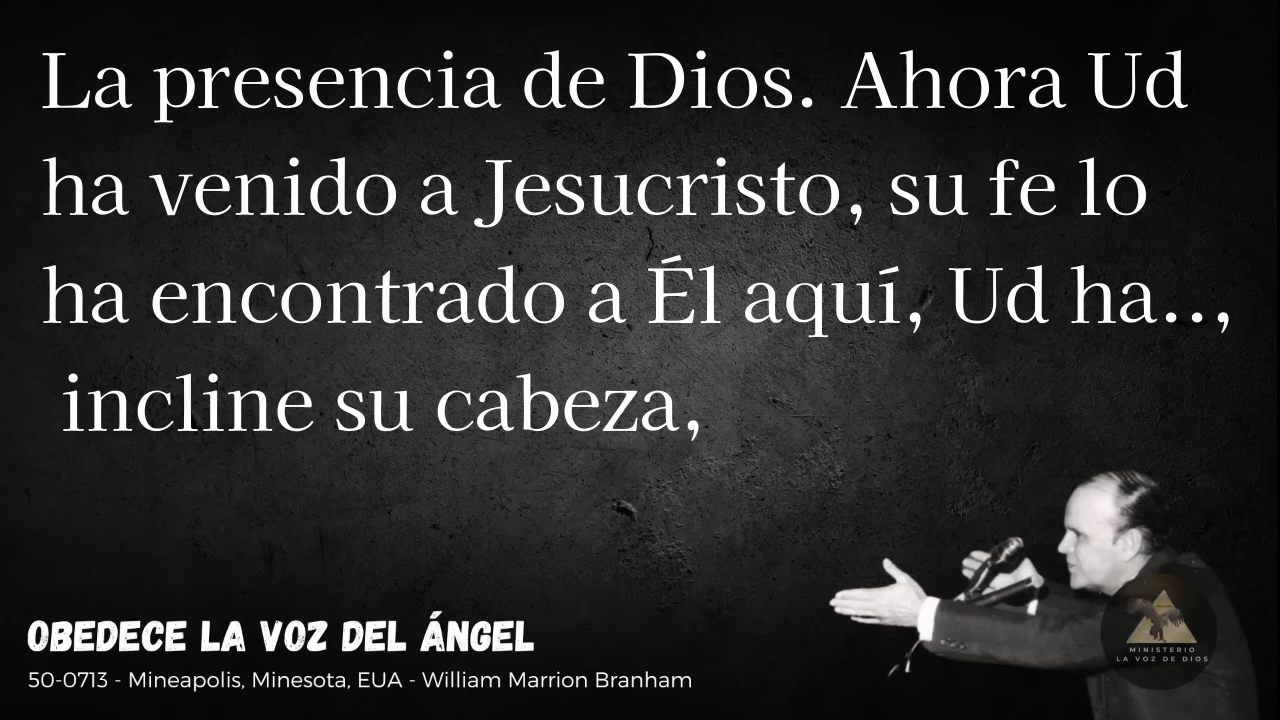 La presencia de Dios. Ahora Ud
ha venido a Jesucristo, su fe lo
ha encontrado a Él aquí, Ud ha..,
incline su cabeza,
OBEDECE LA VOZ DEL ÁNGEL
50-0713 - Mineapolis, Minesota, EUA - William Marrion Branham
MINISTERIO
LA VOZ DE DIOS